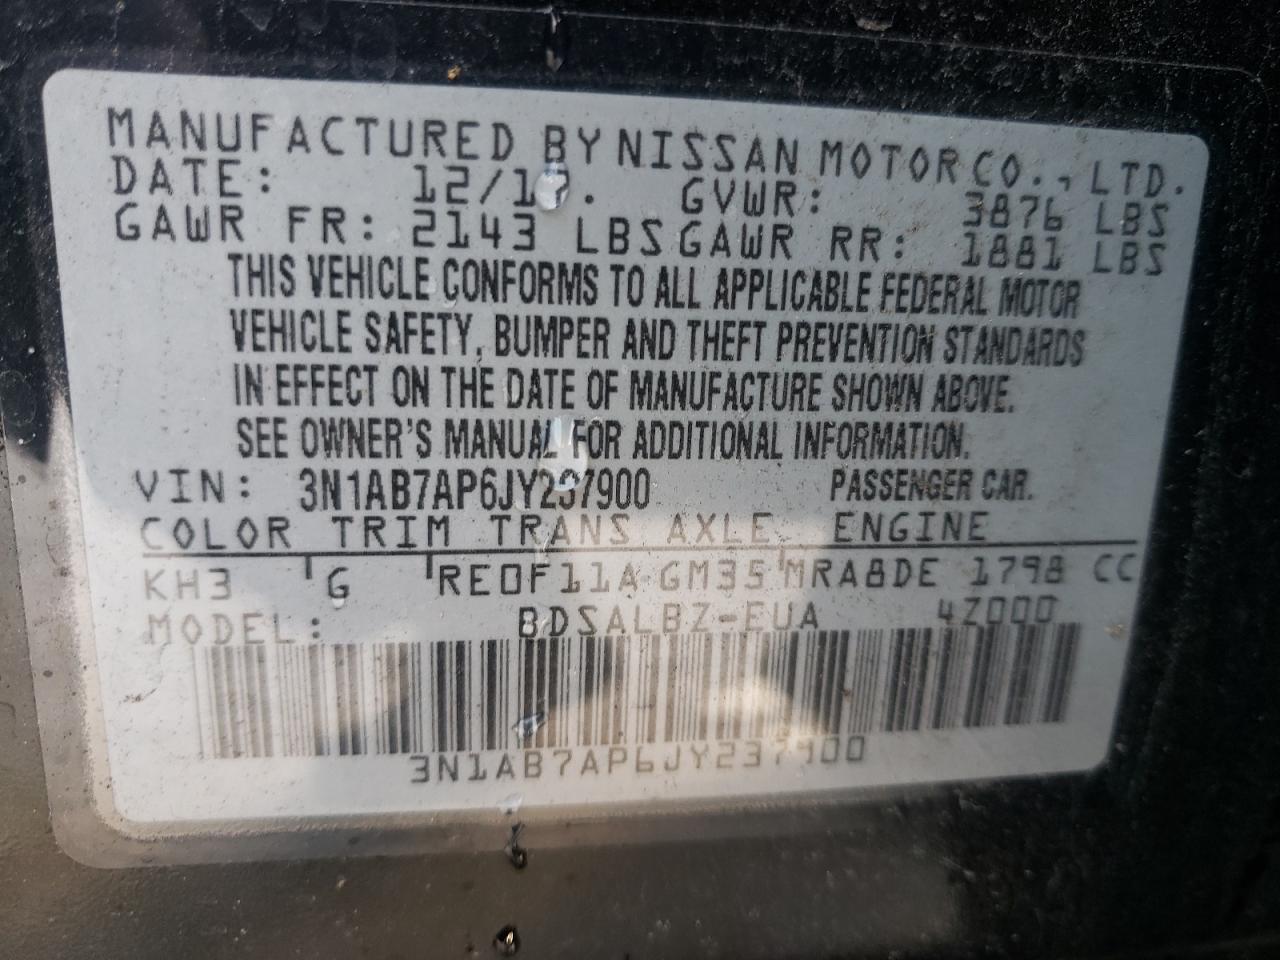 MANUFACTURED BY NISSAN MOTOR CO., LTD.
DATE: 12/17. GVWR: 3876 LBS
GAWR FR: 2143 LBS GAWR RR: 1881 LBS
THIS VEHICLE CONFORMS TO ALL APPLICABLE FEDERAL MOTOR
VEHICLE SAFETY, BUMPER AND THEFT PREVENTION STANDARDS
IN EFFECT ON THE DATE OF MANUFACTURE SHOWN ABOVE.
SEE OWNER'S MANUAL FOR ADDITIONAL INFORMATION.
VIN: 3N1AB7AP6JY237900 PASSENGER CAR.
COLOR TRIM TRANS AXLE ENGINE
KH3 G RE0F11A GM35 MRA8DE 1798 CC
MODEL: BDSALBZ-EUA 4Z000
3N1AB7AP6JY237900